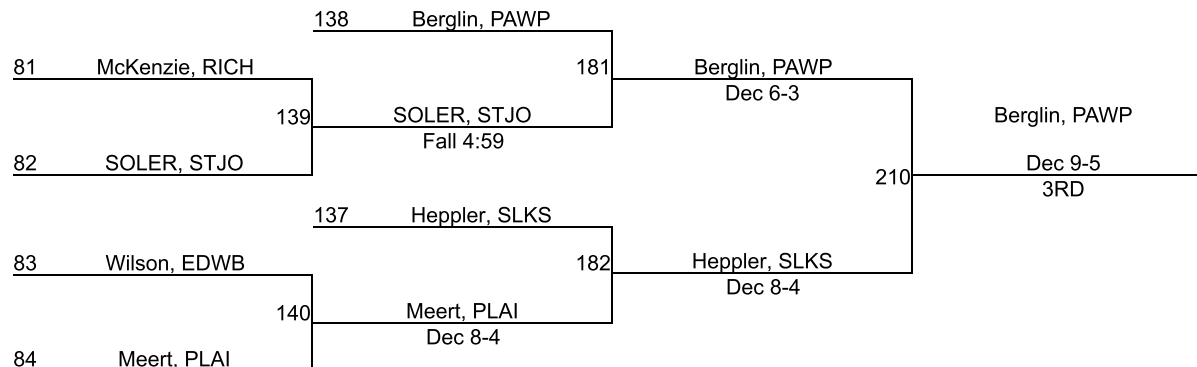 138 Berglin, PAWP
81 McKenzie, RICH
181 Berglin, PAWP
Dec 6-3
139 SOLER, STJO
Fall 4:59
Berglin, PAWP
82 SOLER, STJO
Dec 9-5
210
3RD
137 Heppler, SLKS
83 Wilson, EDWB
182 Heppler, SLKS
Dec 8-4
140 Meert, PLAI
Dec 8-4
84 Meert, PLAI